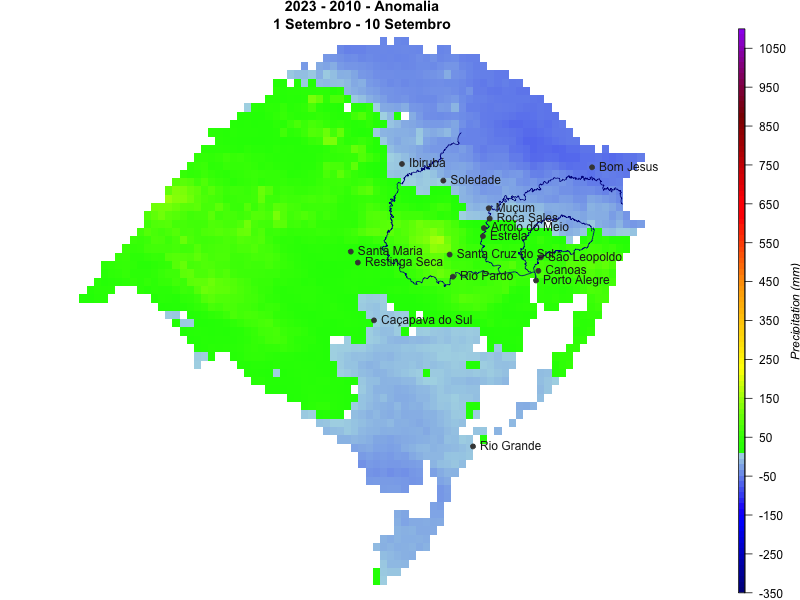 2023 - 2010 - Anomalia
1 Setembro - 10 Setembro
Ibirubá
Bom Jesus
Soledade
Muçum
Roca Sales
Arroio do Meio
Estrela
Santa Maria
Santa Cruz do Sul
São Leopoldo
Restinga Seca
Canoas
Rio Pardo
Porto Alegre
Caçapava do Sul
Rio Grande
1050
950
850
750
650
550
450
350
250
150
50
-50
-150
-250
-350
Precipitation (mm)